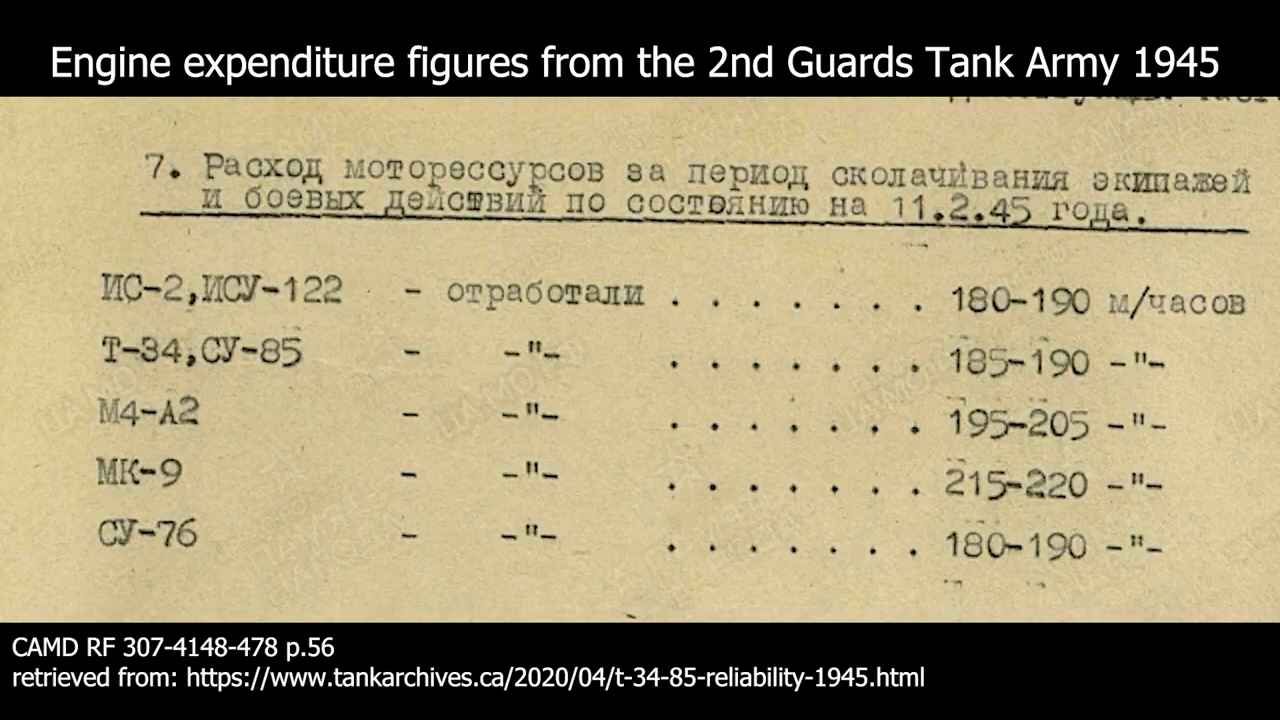 Engine expenditure figures from the 2nd Guards Tank Army 1945
7. Расход моторессурсов за период сколачивания экипажей
и боевых действий по состоянию на 11.2.45 года.
ИС-2,ИСУ-122 - отработали . . . . . . . 180-190 м/часов
Т-34,СУ-85 - -"- . . . . . . . 185-190 -"-
М4-А2 - -"- . . . . . . . 195-205 -"-
МК-9 - -"- . . . . . . . 215-220 -"-
СУ-76 - -"- . . . . . . . 180-190 -"-
CAMD RF 307-4148-478 p.56
retrieved from: https://www.tankarchives.ca/2020/04/t-34-85-reliability-1945.html